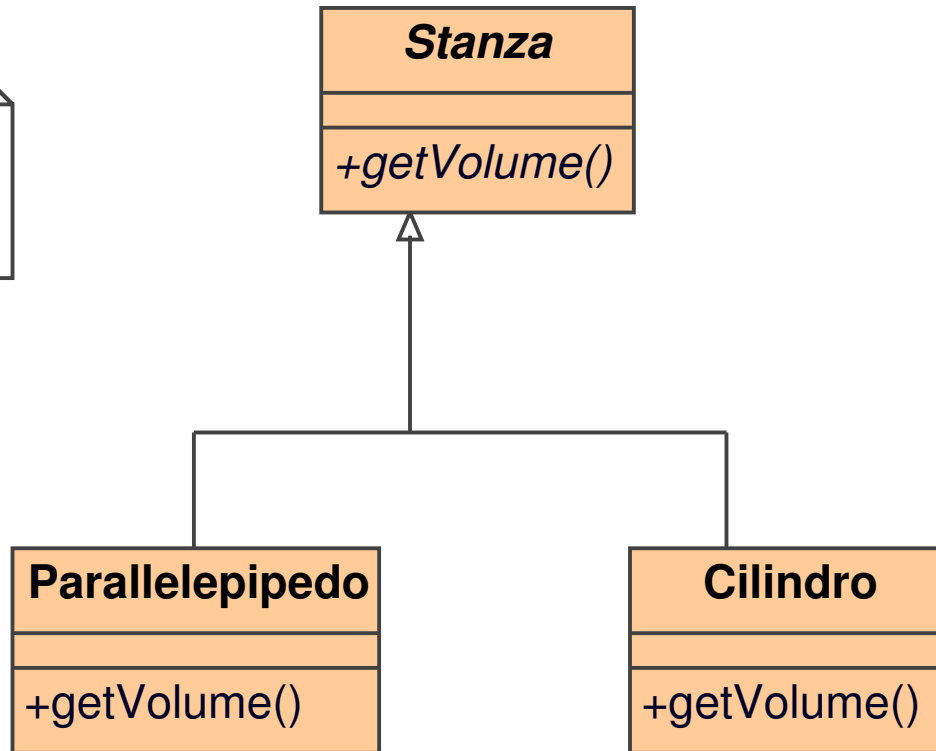 Stanza
+getVolume()
Parallelepipedo
+getVolume()
Cilindro
+getVolume()